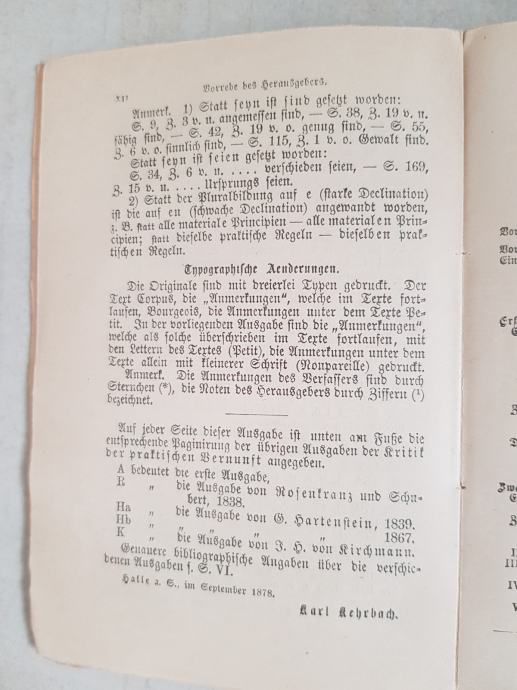 XII
Vorrede des Herausgebers.
Anmerk. 1) Statt seyn ist sind gesetzt worden:
S. 9, Z. 3 v. u. angemessen sind, — S. 38, Z. 19 v. n.
fähig sind, — S. 42, Z. 19 v. o. genug sind, — S. 55,
Z. 6 v. o. sinnlich sind, — S. 115, Z. 1 v. o. Gewalt sind.
Statt seyn ist seien gesetzt worden:
S. 34, Z. 6 v. n. . . . . verschieden seien, — S. 169,
Z. 15 v. u. . . . . Ursprungs seien.
2) Statt der Pluralbildung auf e (starke Declination)
ist die auf en (schwache Declination) angewandt worden,
z. B. statt alle materiale Principien — alle materialen Prin-
cipien; statt dieselbe praktische Regeln — dieselben prak-
tischen Regeln.
Typographische Aenderungen.
Die Originale sind mit dreierlei Typen gedruckt. Der
Text Corpus, die „Anmerkungen", welche im Texte fort-
laufen, Bourgeois, die Anmerkungen unter dem Texte Pe-
tit. In der vorliegenden Ausgabe sind die „Anmerkungen",
welche als solche überschrieben im Texte fortlaufen, mit
den Lettern des Textes (Petit), die Anmerkungen unter dem
Texte allein mit kleinerer Schrift (Nonpareille) gedruckt.
Anmerk. Die Anmerkungen des Verfassers sind durch
Sternchen (*), die Noten des Herausgebers durch Ziffern (¹)
bezeichnet.
Auf jeder Seite dieser Ausgabe ist unten am Fuße die
entsprechende Paginirung der übrigen Ausgaben der Kritik
der praktischen Vernunft angegeben.
A bedeutet die erste Ausgabe,
R „ die Ausgabe von Rosenkranz und Schu-
bert, 1838.
Ha „ die Ausgabe von G. Hartenstein, 1839.
Hb „ „ „ „ „ 1867.
K „ die Ausgabe von J. H. von Kirchmann.
Genauere bibliographische Angaben über die verschie-
denen Ausgaben s. S. VI.
Halle a. S., im September 1878.
Karl Kehrbach.